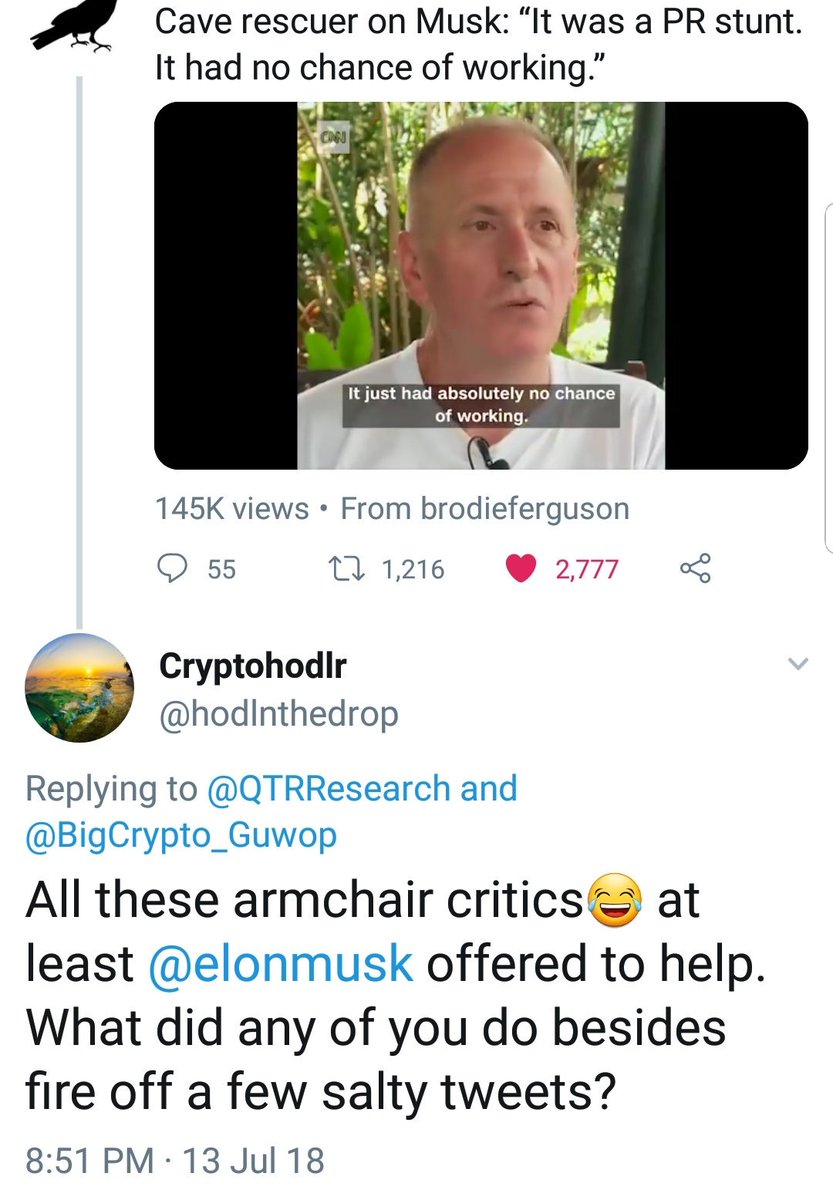 Cave rescuer on Musk: “It was a PR stunt.
It had no chance of working.”
CNN
It just had absolutely no chance
of working.
145K views • From brodieferguson
55 1,216 2,777
Cryptohodlr
@hodlnthedrop
Replying to @QTRResearch and
@BigCrypto_Guwop
All these armchair critics😂 at
least @elonmusk offered to help.
What did any of you do besides
fire off a few salty tweets?
8:51 PM · 13 Jul 18